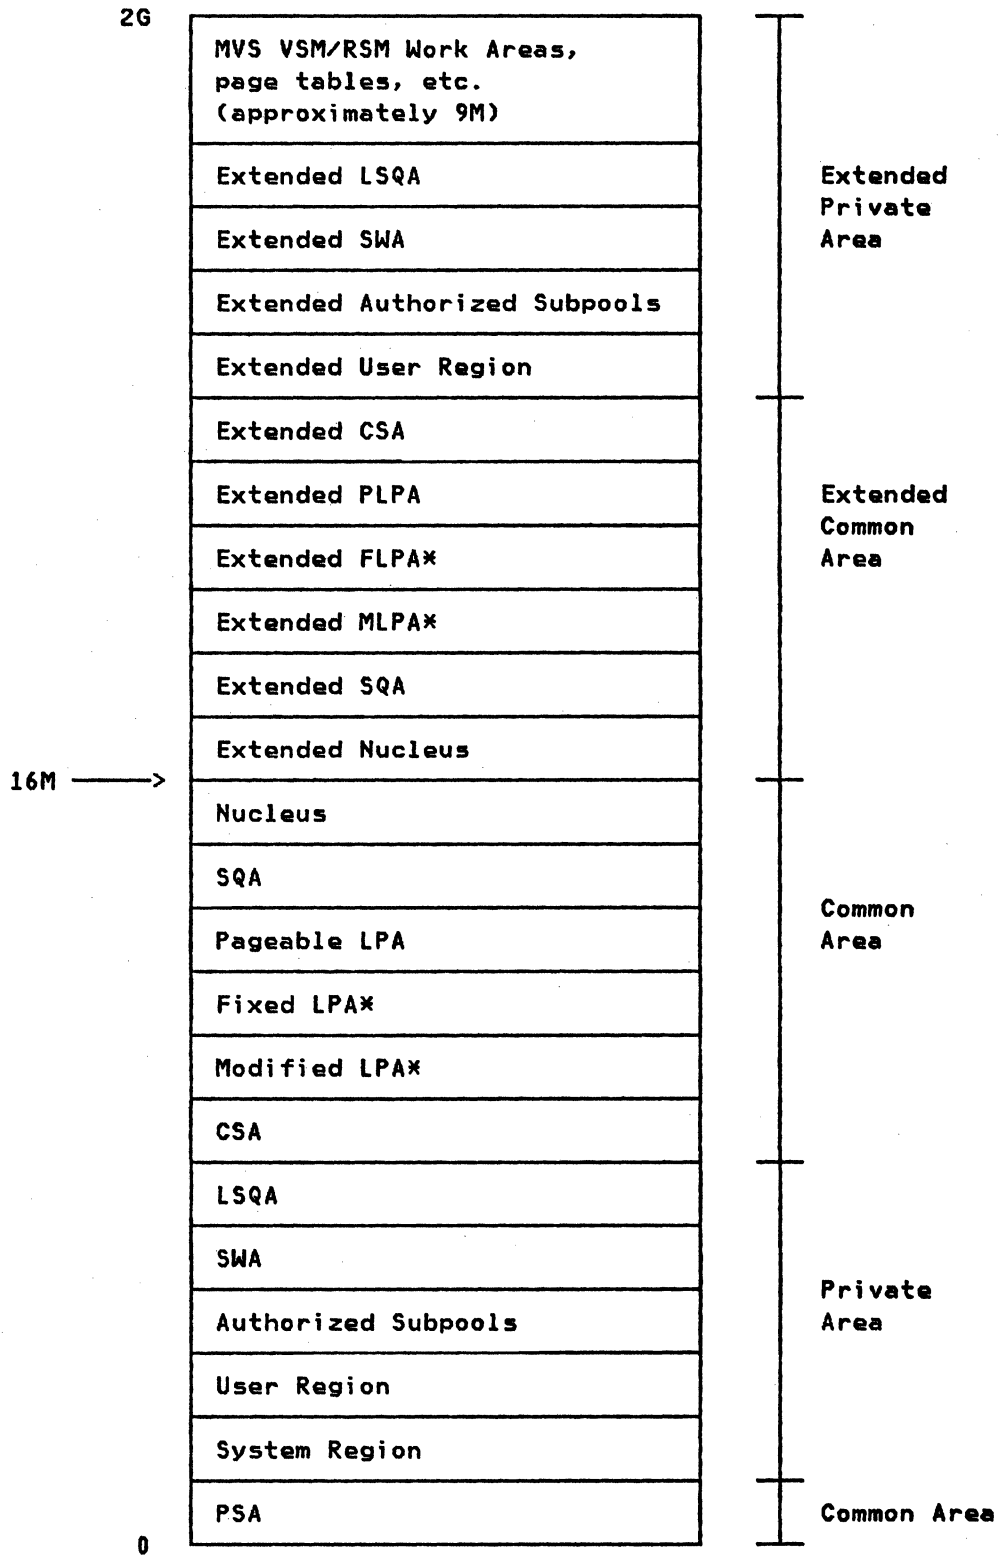 2G
MVS VSM/RSM Work Areas,
page tables, etc.
(approximately 9M)
Extended LSQA
Extended SWA
Extended Authorized Subpools
Extended User Region
Extended
Private
Area
Extended CSA
Extended PLPA
Extended FLPA*
Extended MLPA*
Extended SQA
Extended Nucleus
Extended
Common
Area
16M
Nucleus
SQA
Pageable LPA
Fixed LPA*
Modified LPA*
CSA
Common
Area
LSQA
SWA
Authorized Subpools
User Region
System Region
Private
Area
PSA
Common Area
0